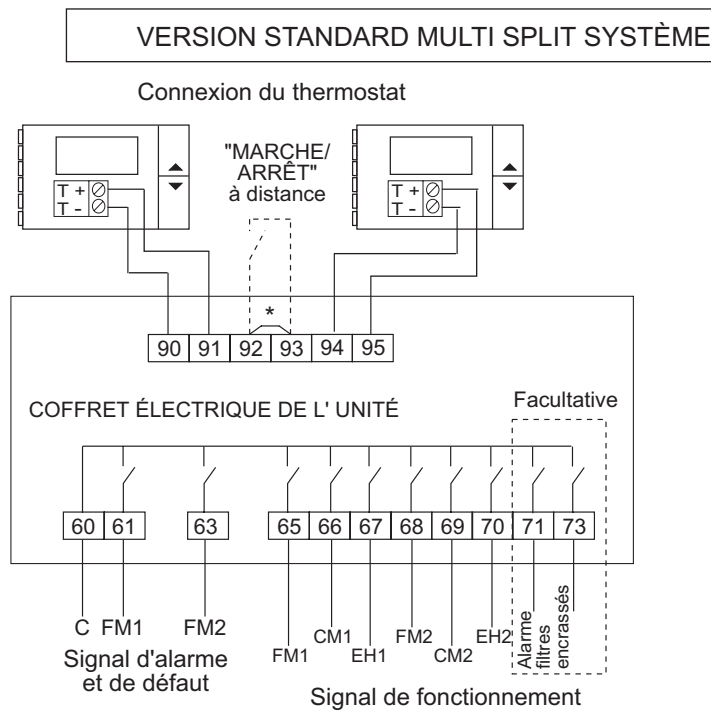 VERSION STANDARD MULTI SPLIT SYSTÈME
Connexion du thermostat
"MARCHE/
ARRÊT"
à distance
T +
T -
T +
T -
*
90 91 92 93 94 95
COFFRET ÉLECTRIQUE DE L' UNITÉ
Facultative
60 61 63 65 66 67 68 69 70 71 73
C FM1 FM2
Signal d'alarme
et de défaut
FM1 CM1 EH1 FM2 CM2 EH2
Alarme
filtres
encrassés
Signal de fonctionnement